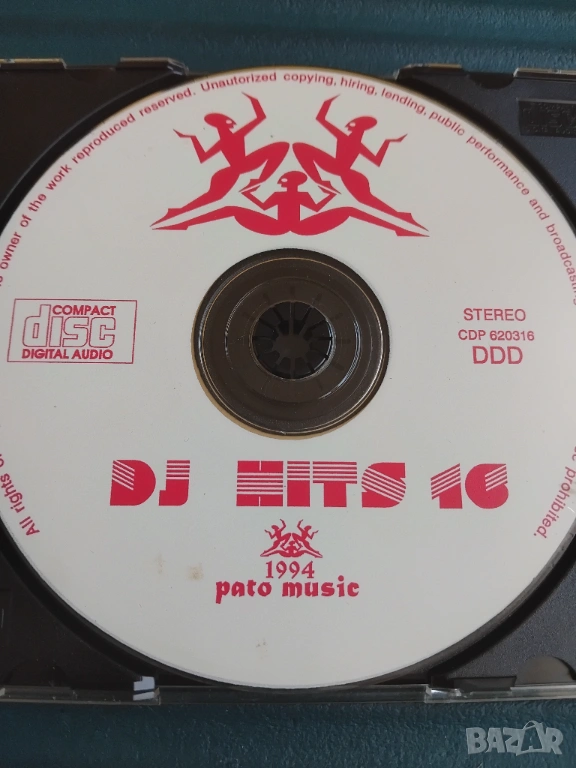 owner of the work reproduced reserved. Unautorized copying, hiring, lending, public performance and broadcasting
COMPACT
disc
DIGITAL AUDIO
STEREO
CDP 620316
DDD
DJ HITS 16
All rights
prohibited.
1994
pato music
BAZAR